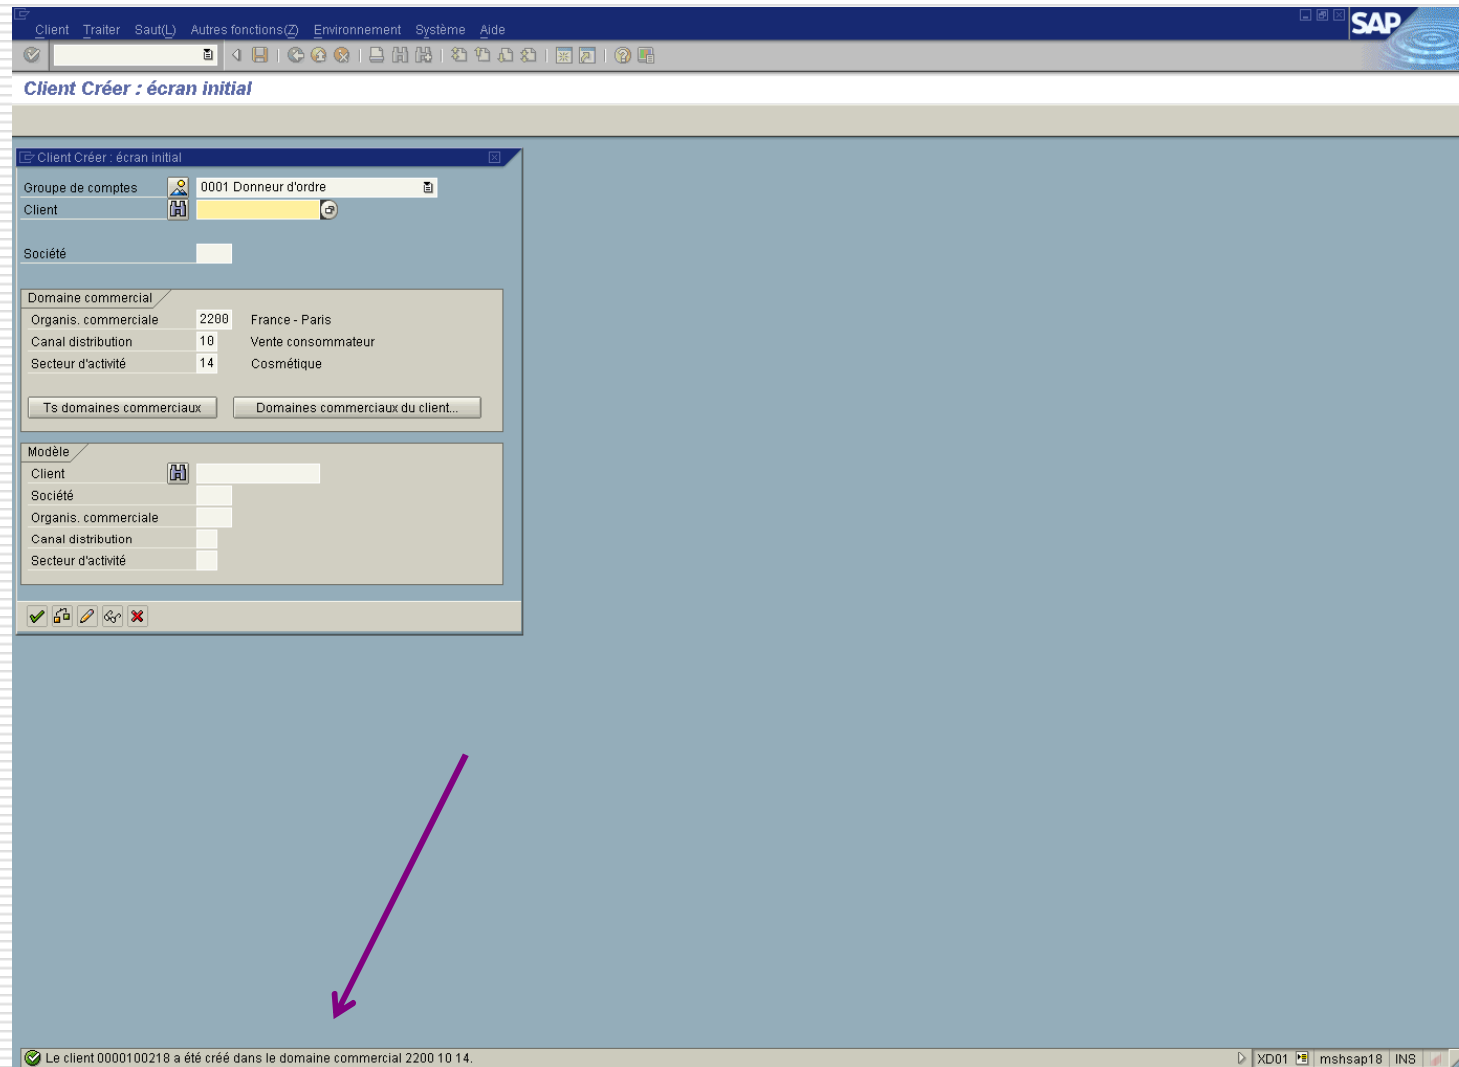 Client Traiter Saut(L) Autres fonctions(Z) Environnement Système Aide
SAP
Client Créer : écran initial
Client Créer : écran initial
Groupe de comptes 0001 Donneur d'ordre
Client
Société
Domaine commercial
Organis. commerciale 2200 France - Paris
Canal distribution 10 Vente consommateur
Secteur d'activité 14 Cosmétique
Ts domaines commerciaux Domaines commerciaux du client...
Modèle
Client
Société
Organis. commerciale
Canal distribution
Secteur d'activité
Le client 0000100218 a été créé dans le domaine commercial 2200 10 14. XD01 mshsap18 INS